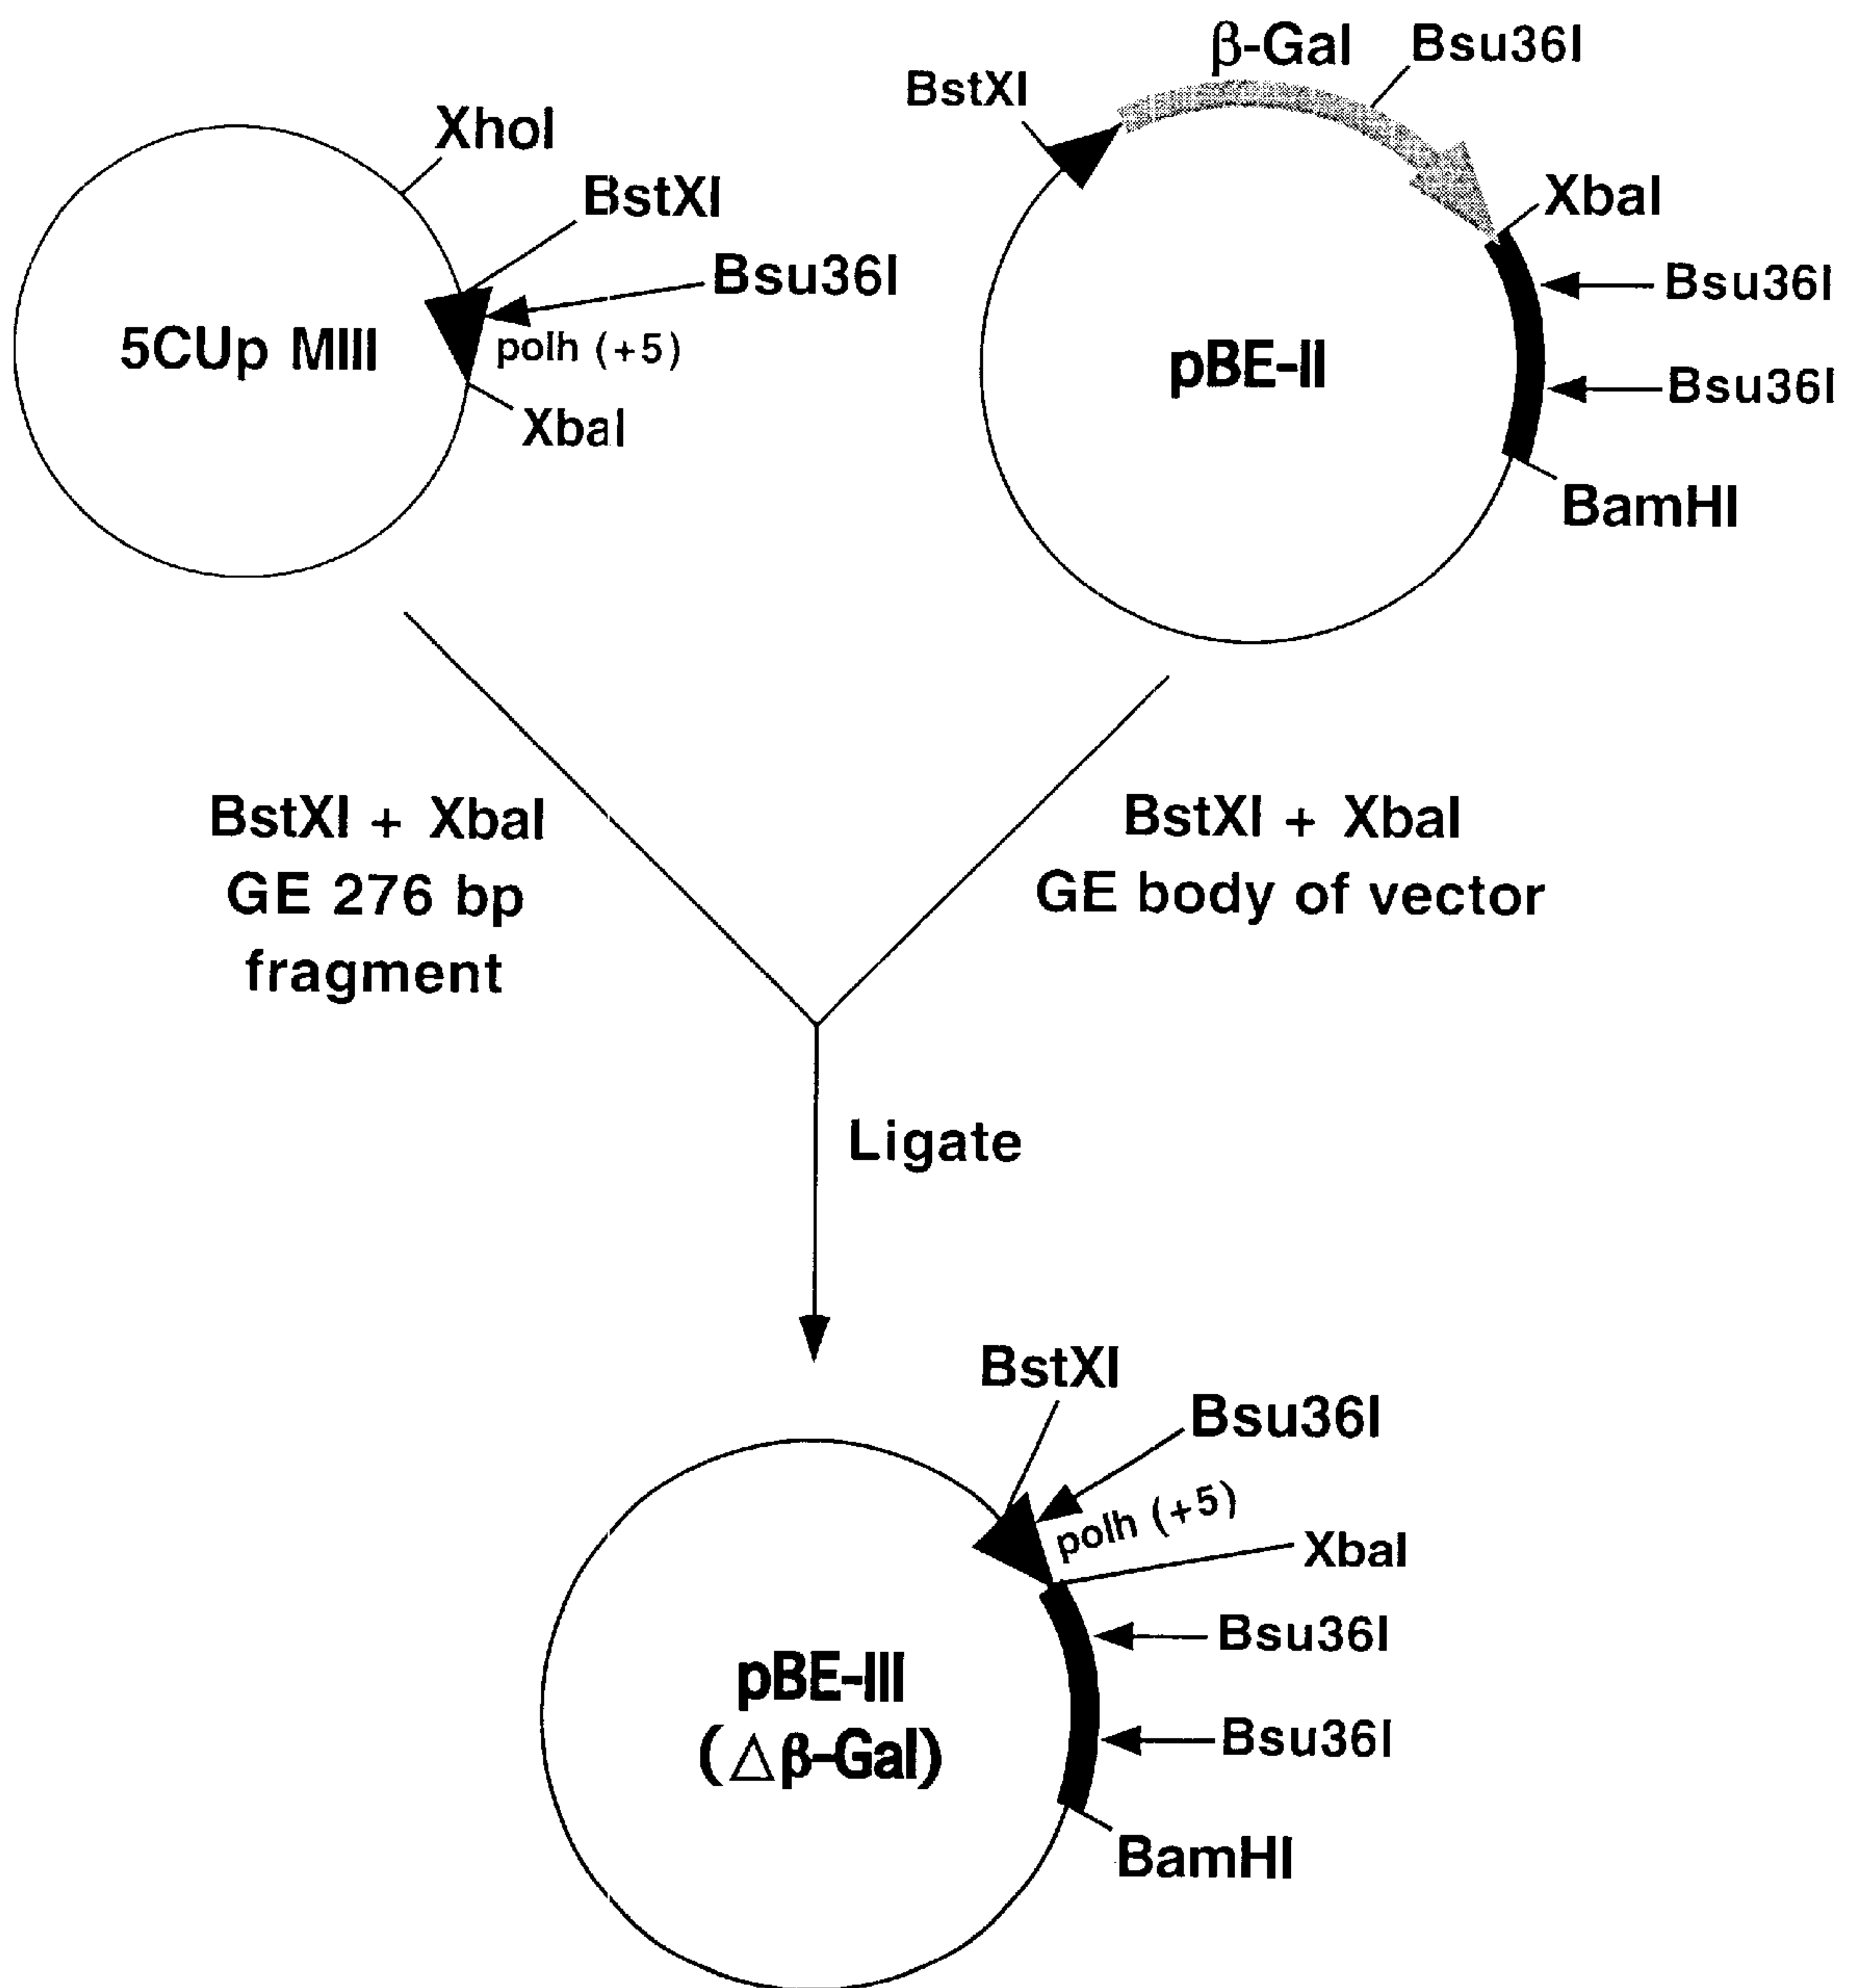 XhoI
BstXI
Bsu36I
5CUp MIII
polh (+5)
XbaI
β-Gal
Bsu36I
BstXI
XbaI
Bsu36I
pBE-II
Bsu36I
BamHI
BstXI + XbaI
GE 276 bp
fragment
BstXI + XbaI
GE body of vector
Ligate
BstXI
Bsu36I
polh (+5)
XbaI
Bsu36I
pBE-III
(△β-Gal)
Bsu36I
BamHI